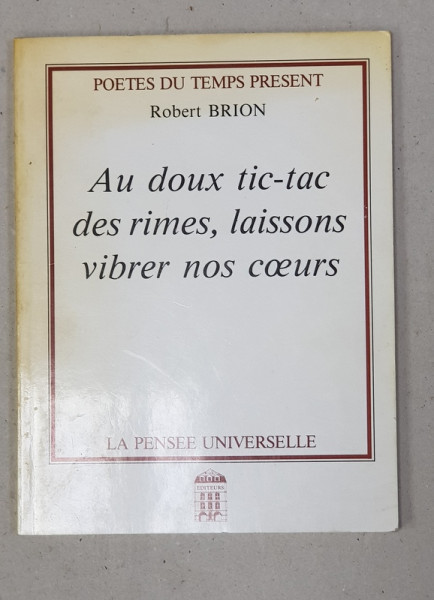 POETES DU TEMPS PRESENT
Robert BRION
Au doux tic-tac
des rimes, laissons
vibrer nos cœurs
LA PENSEE UNIVERSELLE
EDITEURS